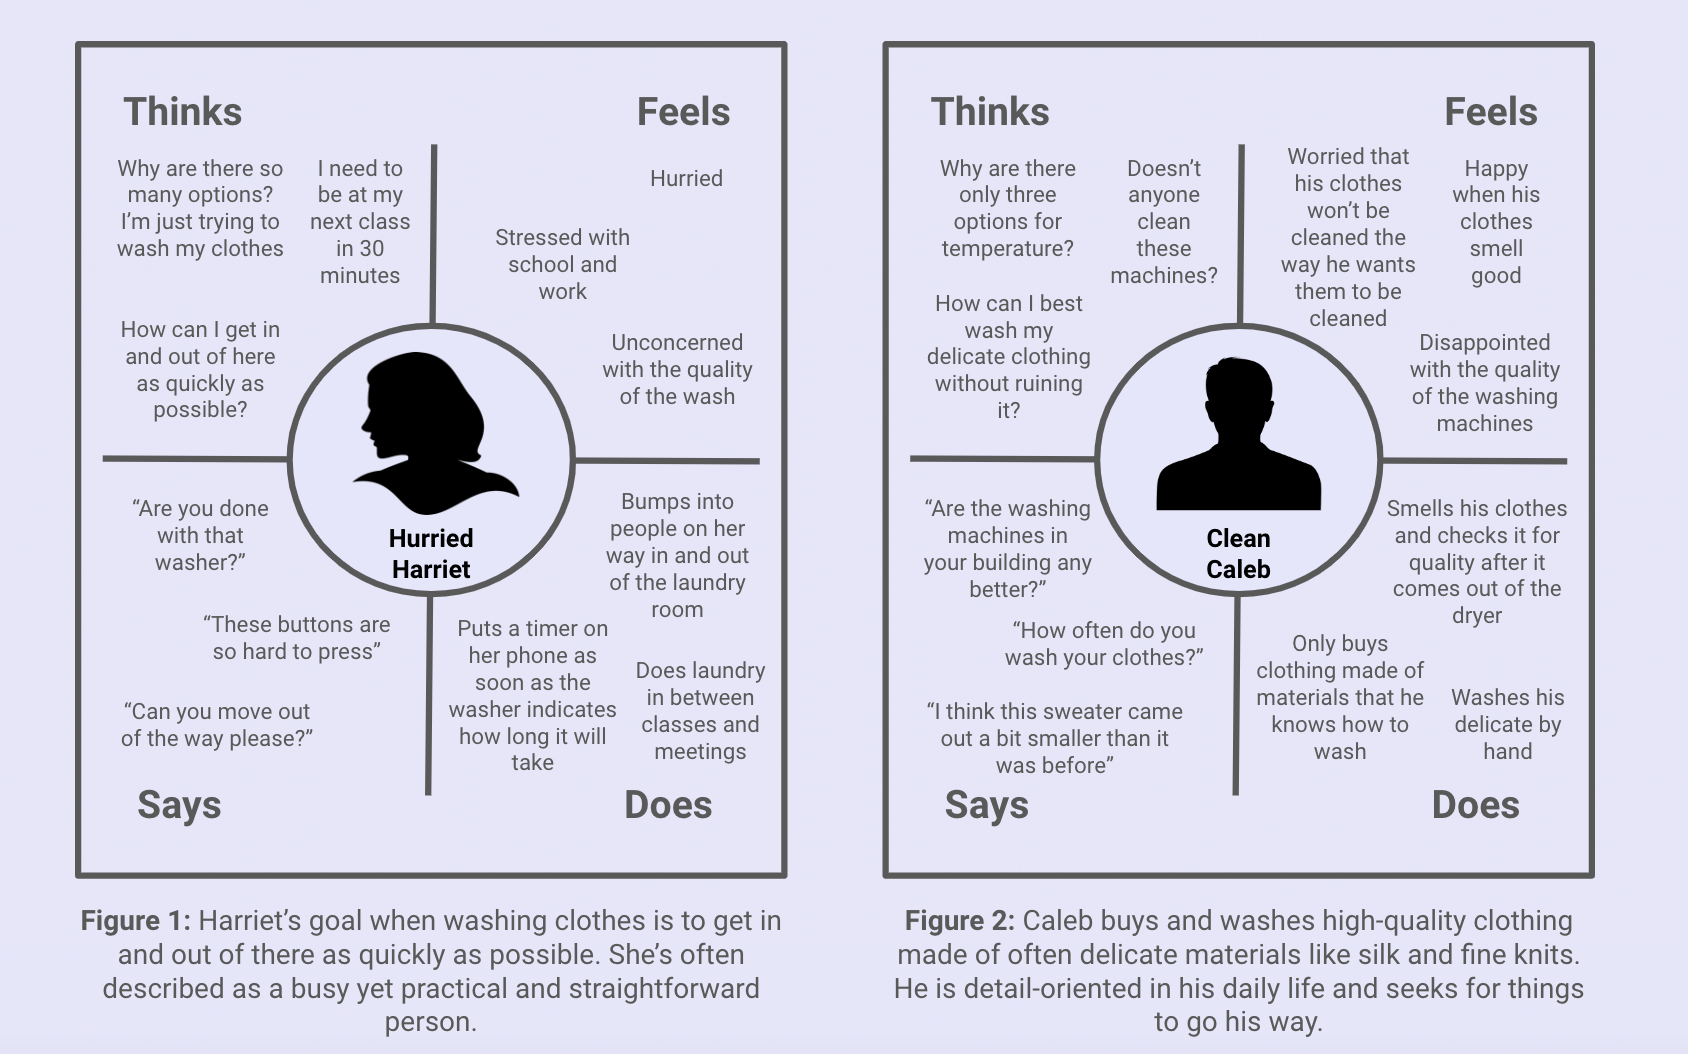 Thinks
Feels
Why are there so
many options?
I'm just trying to
wash my clothes
I need to
be at my
next class
in 30
minutes
Hurried
Stressed with
school and
work
How can I get in
and out of here
as quickly as
possible?
Unconcerned
with the quality
of the wash
Hurried
Harriet
“Are you done
with that
washer?”
“These buttons are
so hard to press”
“Can you move out
of the way please?”
Bumps into
people on her
way in and out
of the laundry
room
Puts a timer on
her phone as
soon as the
washer indicates
how long it will
take
Does laundry
in between
classes and
meetings
Says
Does
Figure 1: Harriet’s goal when washing clothes is to get in
and out of there as quickly as possible. She’s often
described as a busy yet practical and straightforward
person.
Thinks
Feels
Why are there
only three
options for
temperature?
Doesn’t
anyone
clean
these
machines?
Worried that
his clothes
won’t be
cleaned the
way he wants
them to be
cleaned
Happy
when his
clothes
smell
good
How can I best
wash my
delicate clothing
without ruining
it?
Disappointed
with the quality
of the washing
machines
Clean
Caleb
“Are the washing
machines in
your building any
better?”
“How often do you
wash your clothes?”
“I think this sweater came
out a bit smaller than it
was before”
Smells his clothes
and checks it for
quality after it
comes out of the
dryer
Only buys
clothing made of
materials that he
knows how to
wash
Washes his
delicate by
hand
Says
Does
Figure 2: Caleb buys and washes high-quality clothing
made of often delicate materials like silk and fine knits.
He is detail-oriented in his daily life and seeks for things
to go his way.